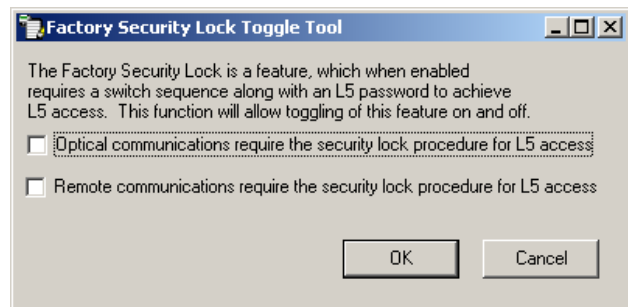 Factory Security Lock Toggle Tool
The Factory Security Lock is a feature, which when enabled
requires a switch sequence along with an L5 password to achieve
L5 access. This function will allow toggling of this feature on and off.
Optical communications require the security lock procedure for L5 access
Remote communications require the security lock procedure for L5 access
OK
Cancel